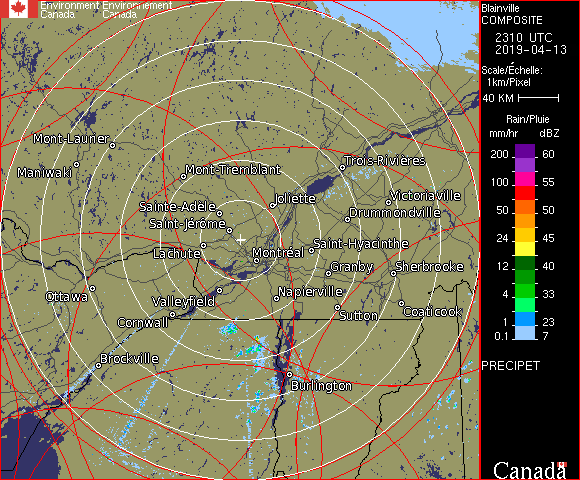 Environment Environnement
Canada Canada
Blainville
COMPOSITE
2310 UTC
2019-04-13
Scale/Échelle:
1km/Pixel
40 KM
Rain/Pluie
mm/hr dBZ
200 60
100 55
50 50
24 45
12 40
4 33
1 23
0.1 7
PRECIPET
Canada
Mont-Laurier
Maniwaki
Mont-Tremblant
Trois-Rivières
Sainte-Adèle
Joliette
Victoriaville
Drummondville
Saint-Jérôme
Lachute
Montréal
Saint-Hyacinthe
Granby
Sherbrooke
Ottawa
Valleyfield
Napierville
Cornwall
Sutton
Coaticook
Brockville
Burlington